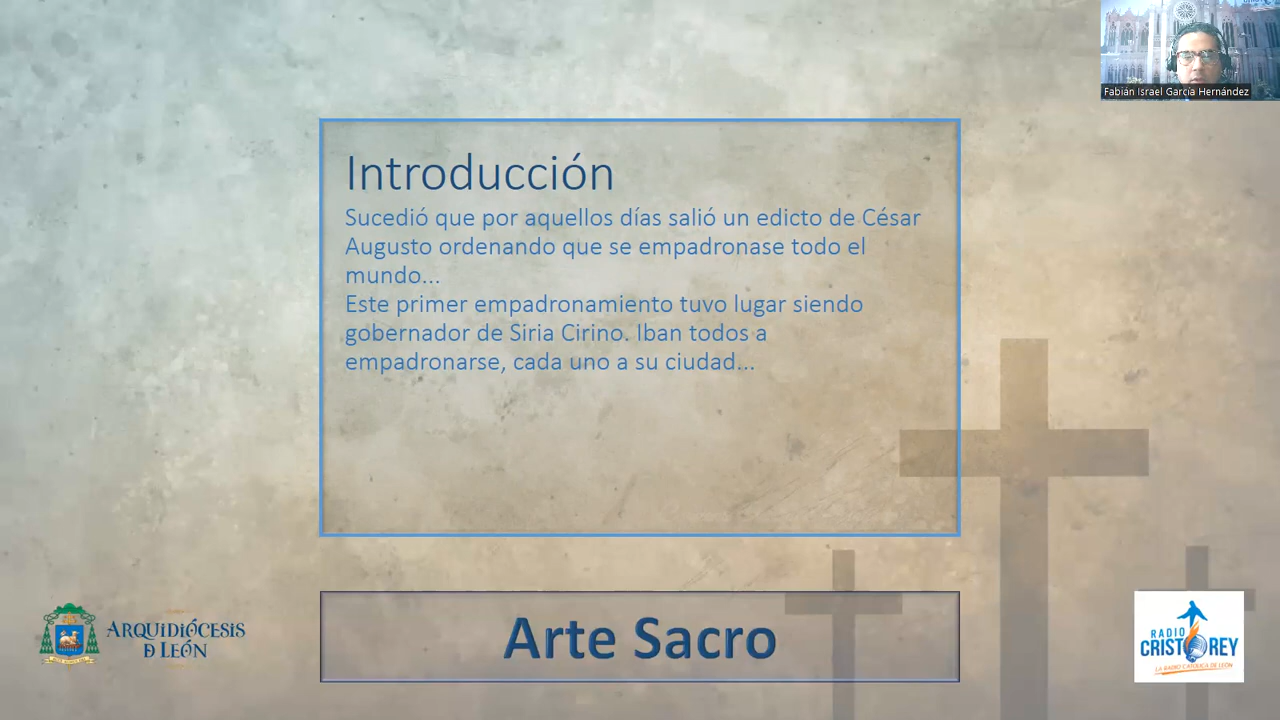 Fabián Israel García Hernández
Introducción
Sucedió que por aquellos días salió un edicto de César
Augusto ordenando que se empadronase todo el
mundo...
Este primer empadronamiento tuvo lugar siendo
gobernador de Siria Cirino. Iban todos a
empadronarse, cada uno a su ciudad...
ARQUIDIÓCESIS
D LEÓN
Arte Sacro
RADIO
CRISTO REY
LA RADIO CATÓLICA DE LEÓN